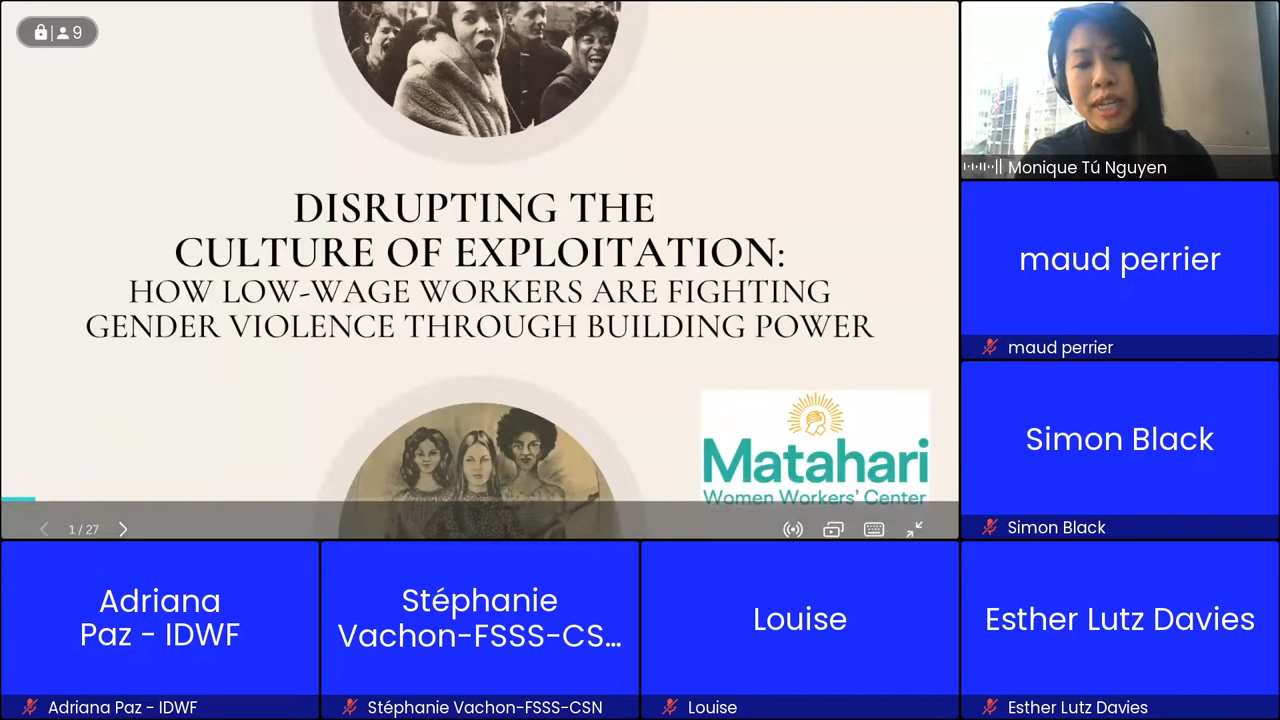 9
DISRUPTING THE
CULTURE OF EXPLOITATION:
HOW LOW-WAGE WORKERS ARE FIGHTING
GENDER VIOLENCE THROUGH BUILDING POWER
Matahari
Women Workers' Center
1 / 27
Monique Tú Nguyen
maud perrier
maud perrier
Simon Black
Simon Black
Adriana
Paz - IDWF
Adriana Paz - IDWF
Stéphanie
Vachon-FSSS-CS...
Stéphanie Vachon-FSSS-CSN
Louise
Louise
Esther Lutz Davies
Esther Lutz Davies